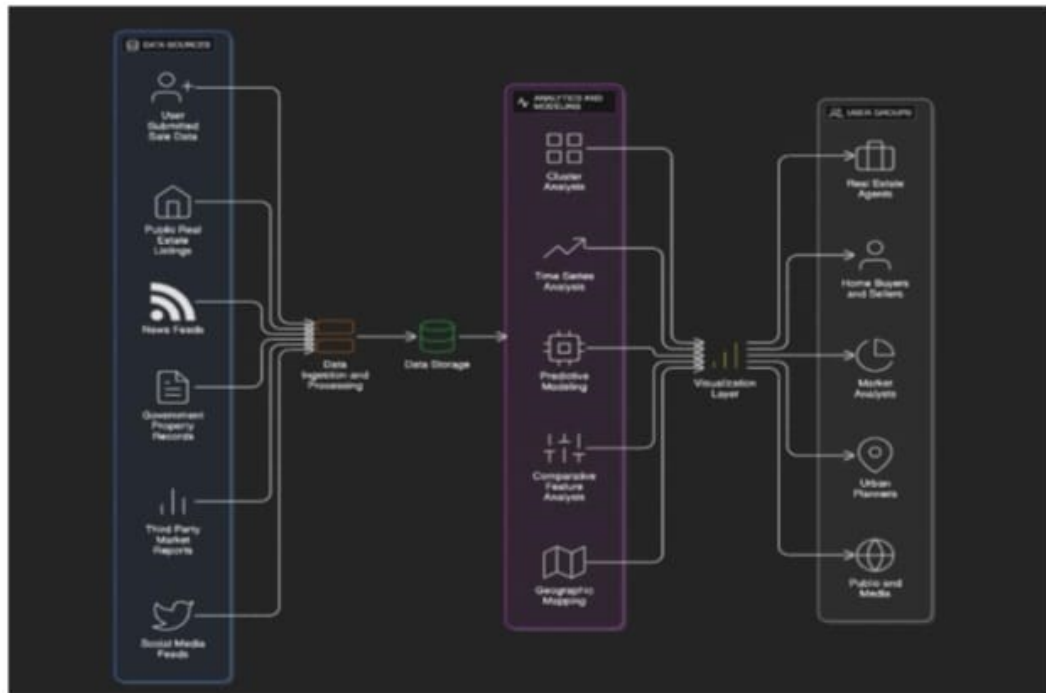 DATA SOURCES
User
Submitted
Sale Data
Public Real
Estate
Listings
News Feeds
Government
Property
Records
Third Party
Market
Reports
Social Media
Feeds
Data
Ingestion and
Processing
Data Storage
ANALYTICS AND
MODELING
Cluster
Analysis
Time Series
Analysis
Predictive
Modeling
Comparative
Feature
Analysis
Geographic
Mapping
Visualization
Layer
USER GROUPS
Real Estate
Agents
Home Buyers
and Sellers
Market
Analysts
Urban
Planners
Public and
Media